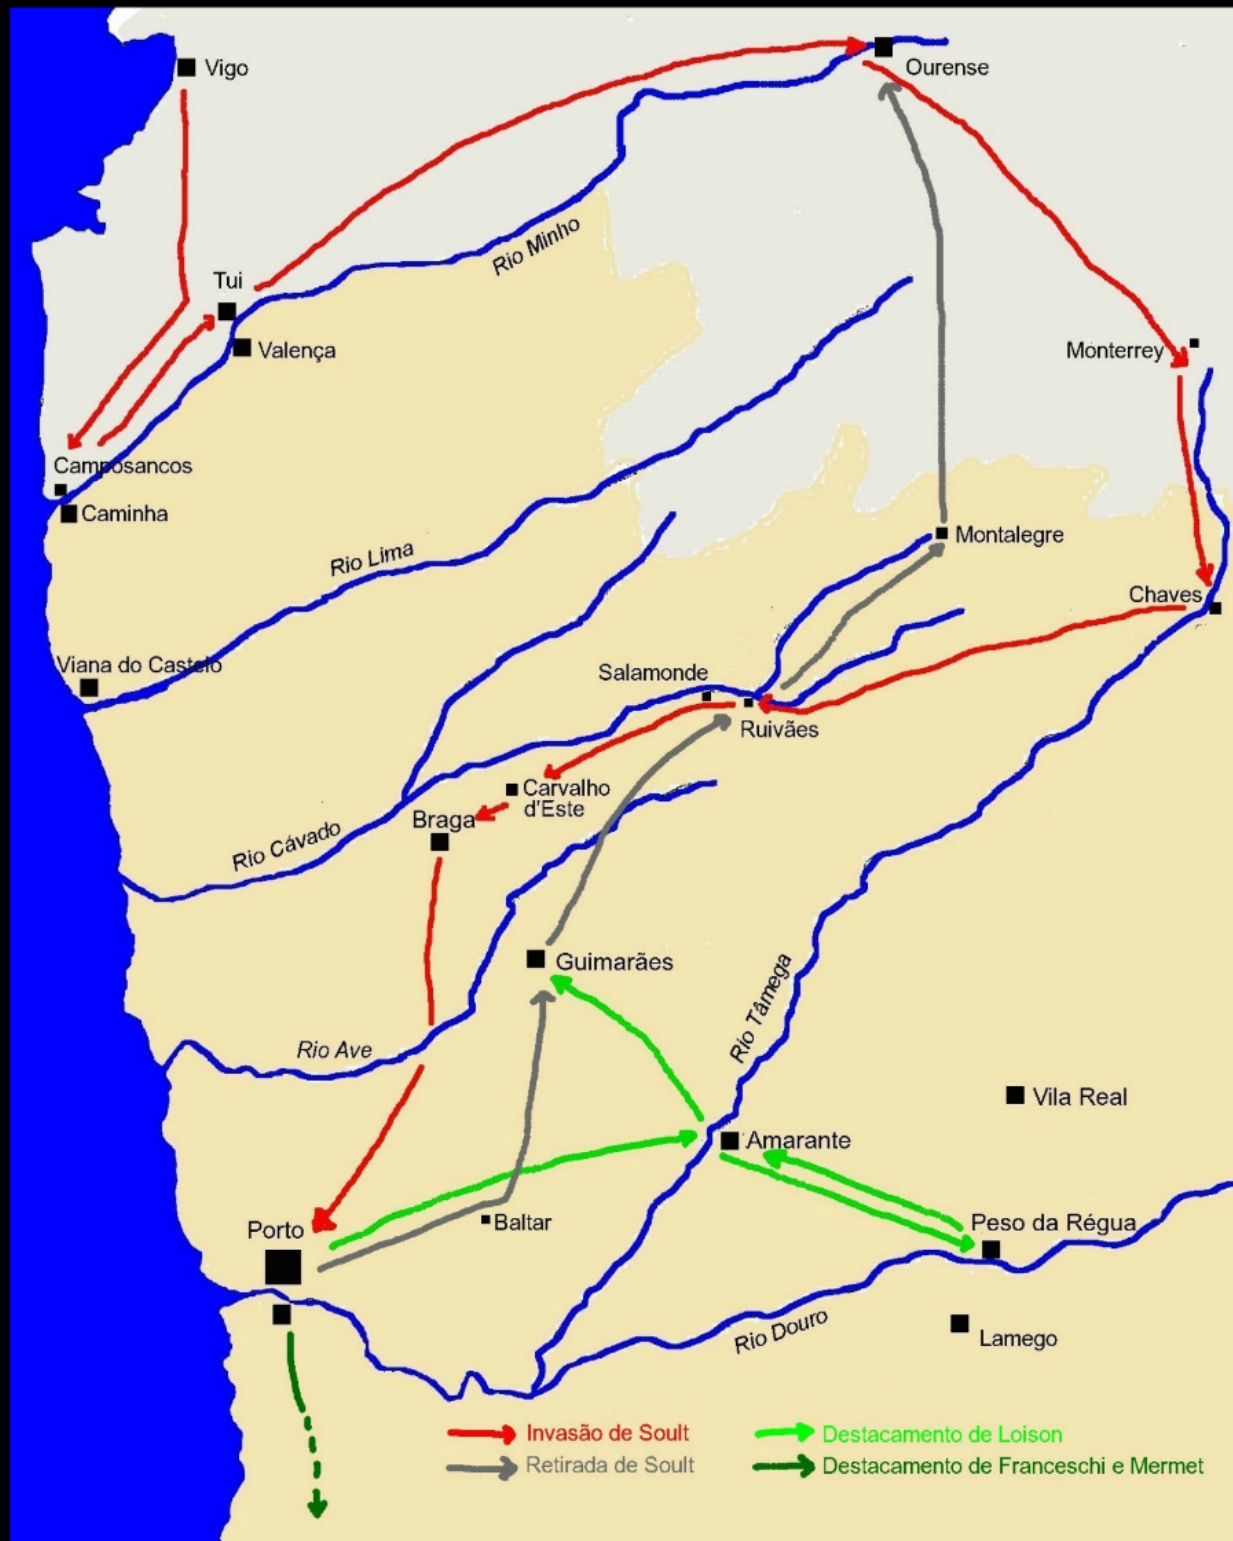 Vigo
Ourense
Rio Minho
Tui
Valença
Monterrey
Camposancos
Caminha
Montalegre
Rio Lima
Chaves
Viana do Castelo
Salamonde
Ruivães
Carvalho
d'Este
Braga
Rio Cávado
Guimarães
Rio Tâmega
Rio Ave
Vila Real
Amarante
Porto
Baltar
Peso da Régua
Rio Douro
Lamego
Invasão de Soult
Destacamento de Loison
Retirada de Soult
Destacamento de Franceschi e Mermet